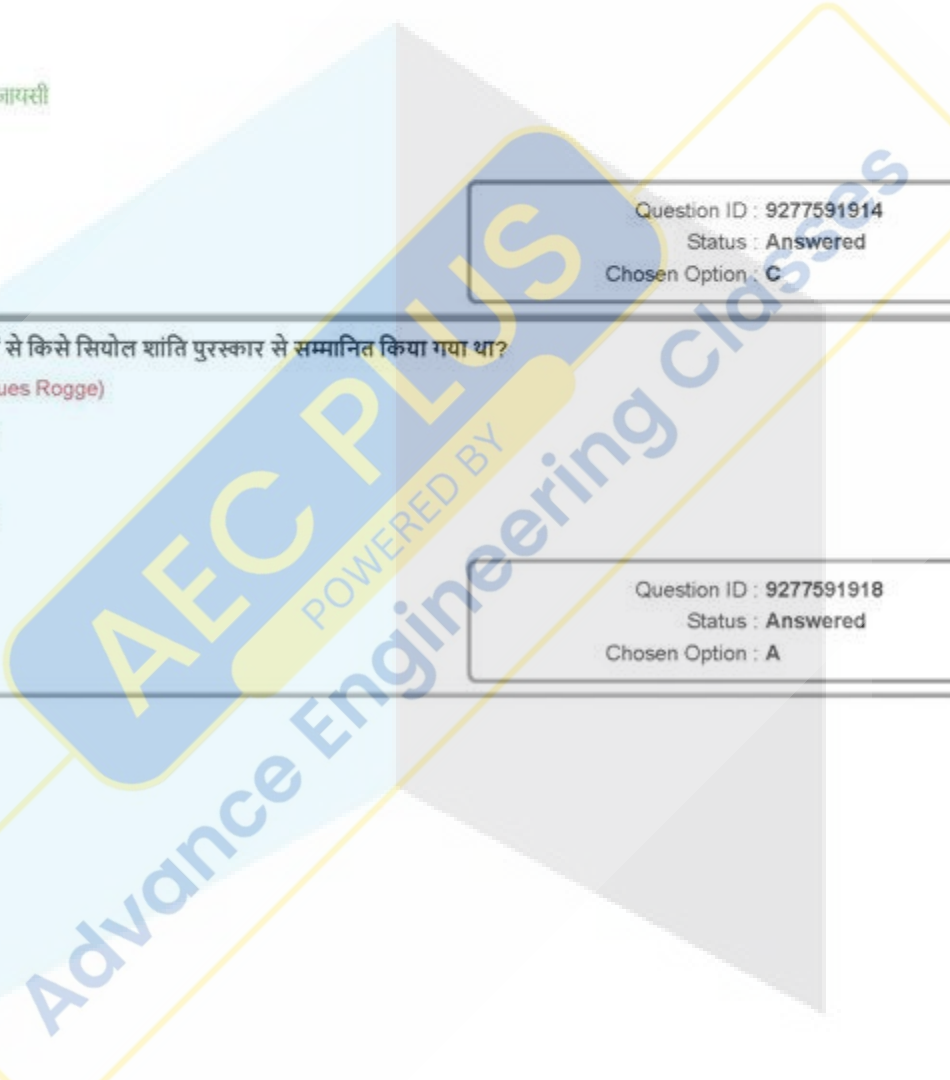 जायसी
Question ID : 9277591914
Status : Answered
Chosen Option : C
से किसे सियोल शांति पुरस्कार से सम्मानित किया गया था?
ues Rogge)
Question ID : 9277591918
Status : Answered
Chosen Option : A
AEC PLUS
POWERED BY
Advance Engineering Classes